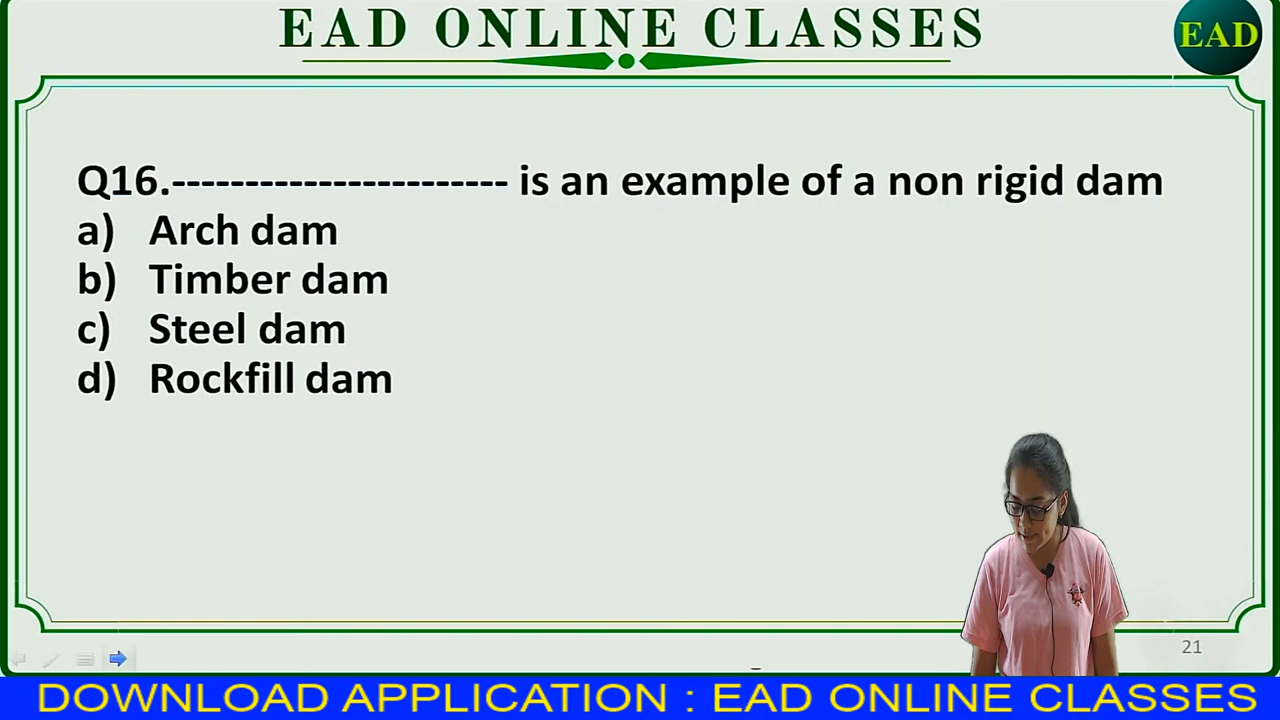 EAD ONLINE CLASSES
EAD
Q16.----------------------- is an example of a non rigid dam
a) Arch dam
b) Timber dam
c) Steel dam
d) Rockfill dam
21
DOWNLOAD APPLICATION : EAD ONLINE CLASSES